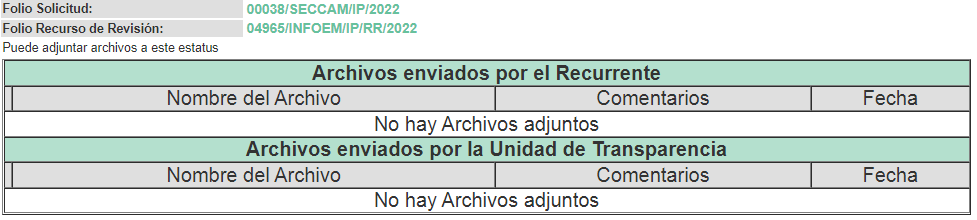 Folio Solicitud: 00038/SECCAM/IP/2022
Folio Recurso de Revisión: 04965/INFOEM/IP/RR/2022
Puede adjuntar archivos a este estatus
Archivos enviados por el Recurrente
Nombre del Archivo Comentarios Fecha
No hay Archivos adjuntos
Archivos enviados por la Unidad de Transparencia
Nombre del Archivo Comentarios Fecha
No hay Archivos adjuntos